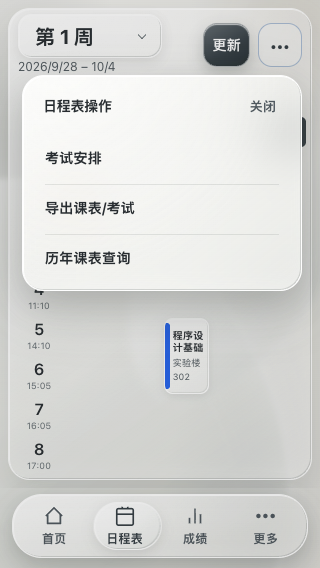 第 1 周
更新
2026/9/28 – 10/4
日程表操作
关闭
考试安排
导出课表/考试
历年课表查询
11:10
5
14:10
程序设
计基础
实验楼
302
6
15:05
7
16:05
8
17:00
首页
日程表
成绩
更多